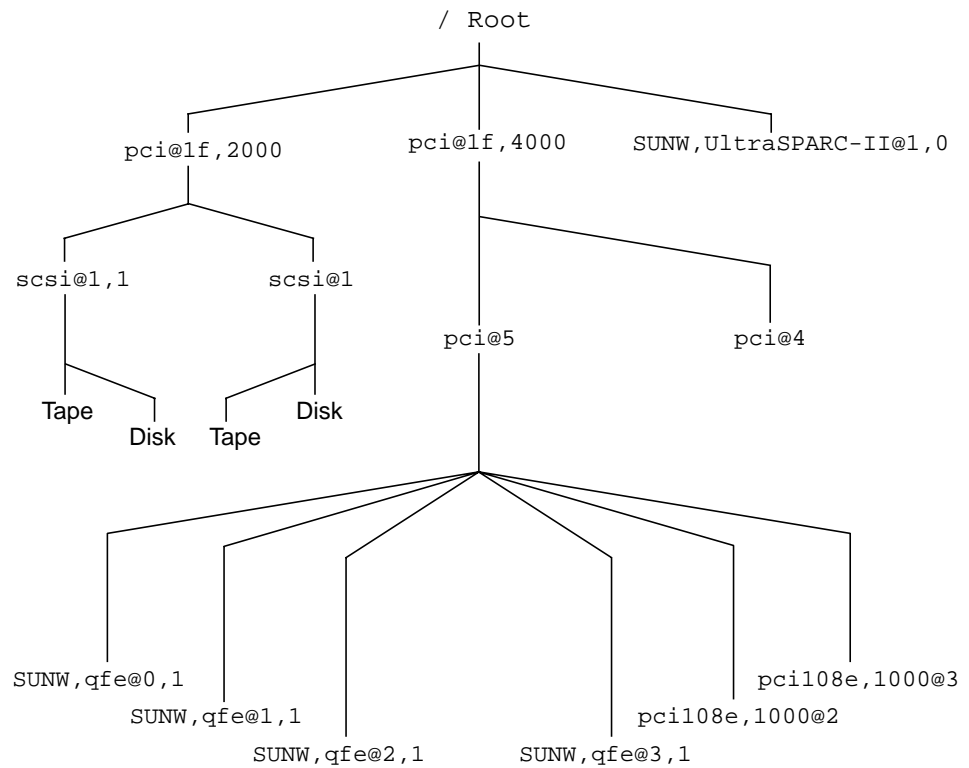 / Root
pci@1f,2000
pci@1f,4000
SUNW,UltraSPARC-II@1,0
scsi@1,1
scsi@1
pci@5
pci@4
Tape
Disk
Tape
Disk
SUNW,qfe@0,1
SUNW,qfe@1,1
SUNW,qfe@2,1
SUNW,qfe@3,1
pci108e,1000@2
pci108e,1000@3